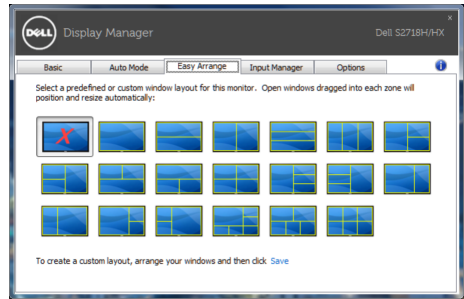 x
DELL Display Manager Dell S2718H/HX
Basic Auto Mode Easy Arrange Input Manager Options i
Select a predefined or custom window layout for this monitor. Open windows dragged into each zone will
position and resize automatically:
X
To create a custom layout, arrange your windows and then click Save